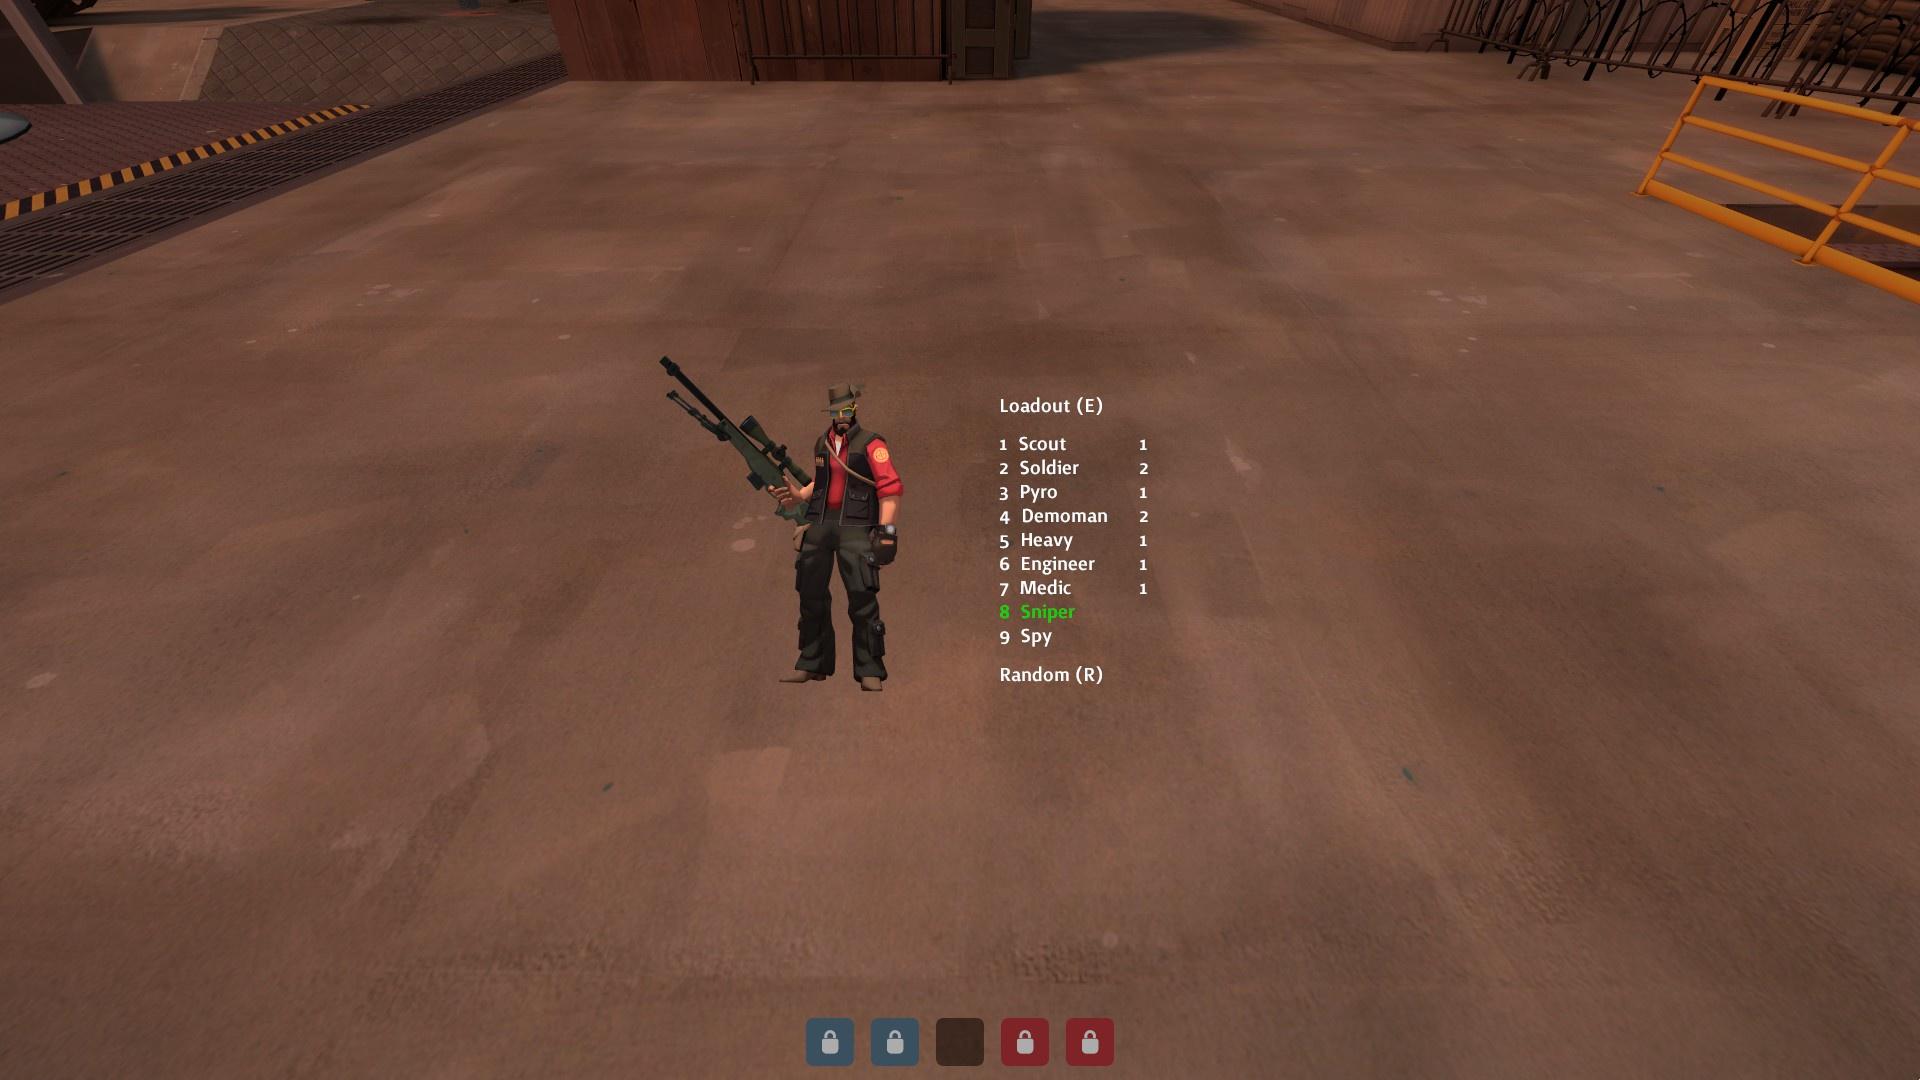 Loadout (E)
1 Scout 1
2 Soldier 2
3 Pyro 1
4 Demoman 2
5 Heavy 1
6 Engineer 1
7 Medic 1
8 Sniper
9 Spy
Random (R)